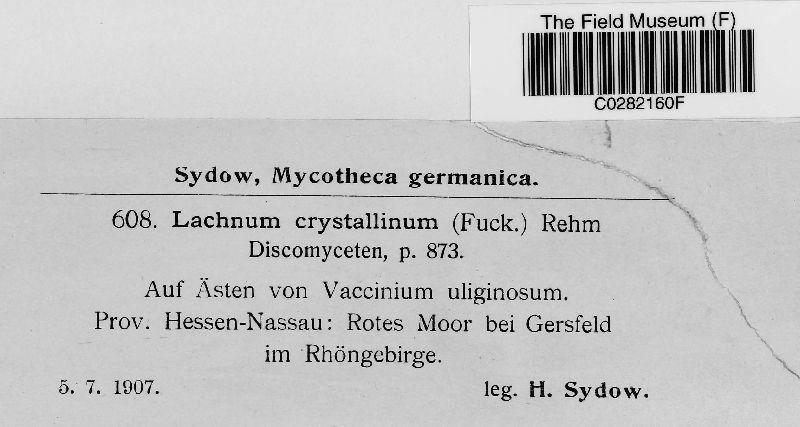 The Field Museum (F)
C0282160F
Sydow, Mycotheca germanica.
608. Lachnum crystallinum (Fuck.) Rehm
Discomyceten, p. 873.
Auf Ästen von Vaccinium uliginosum.
Prov. Hessen-Nassau: Rotes Moor bei Gersfeld
im Rhöngebirge.
5. 7. 1907. leg. H. Sydow.